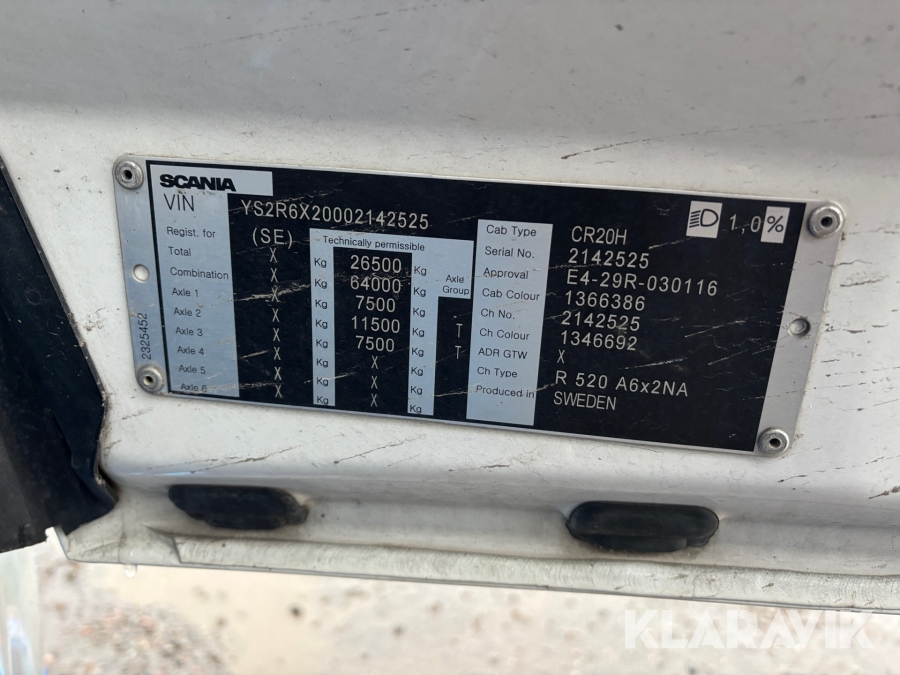 SCANIA
VIN YS2R6X20002142525
Regist. for (SE) Technically permissible
Total X Kg 26500 Kg
Combination X Kg 64000 Kg Axle Group
Axle 1 X Kg 7500 Kg
Axle 2 X Kg 11500 Kg T
Axle 3 X Kg 7500 Kg T
Axle 4 X Kg X Kg
Axle 5 X Kg X Kg
Axle 6 X Kg X Kg
2325452
Cab Type CR20H
Serial No. 2142525
Approval E4-29R-030116
Cab Colour 1366386
Ch No. 2142525
Ch Colour 1346692
ADR GTW X
Ch Type R 520 A6x2NA
Produced in SWEDEN
1,0%
KLARAVIK